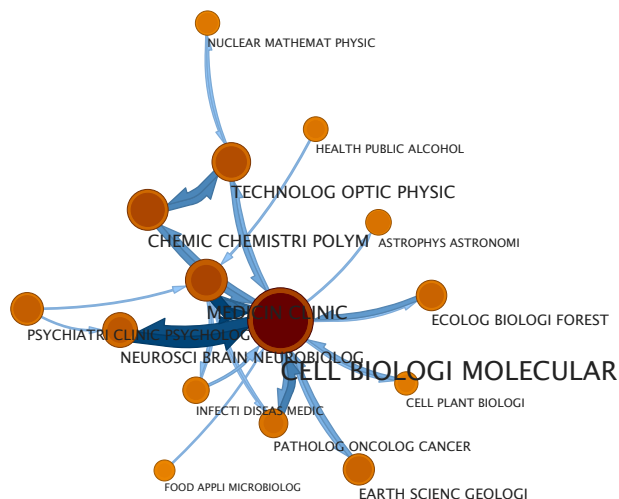 NUCLEAR MATHEMAT PHYSIC
HEALTH PUBLIC ALCOHOL
TECHNOLOG OPTIC PHYSIC
CHEMIC CHEMISTRI POLYM
ASTROPHYS ASTRONOMI
MEDICIN CLINIC
ECOLOG BIOLOGI FOREST
PSYCHIATRI CLINIC PSYCHOLOG
NEUROSCI BRAIN NEUROBIOLOG
CELL BIOLOGI MOLECULAR
CELL PLANT BIOLOGI
INFECTI DISEAS MEDIC
PATHOLOG ONCOLOG CANCER
FOOD APPLI MICROBIOLOG
EARTH SCIENC GEOLOGI